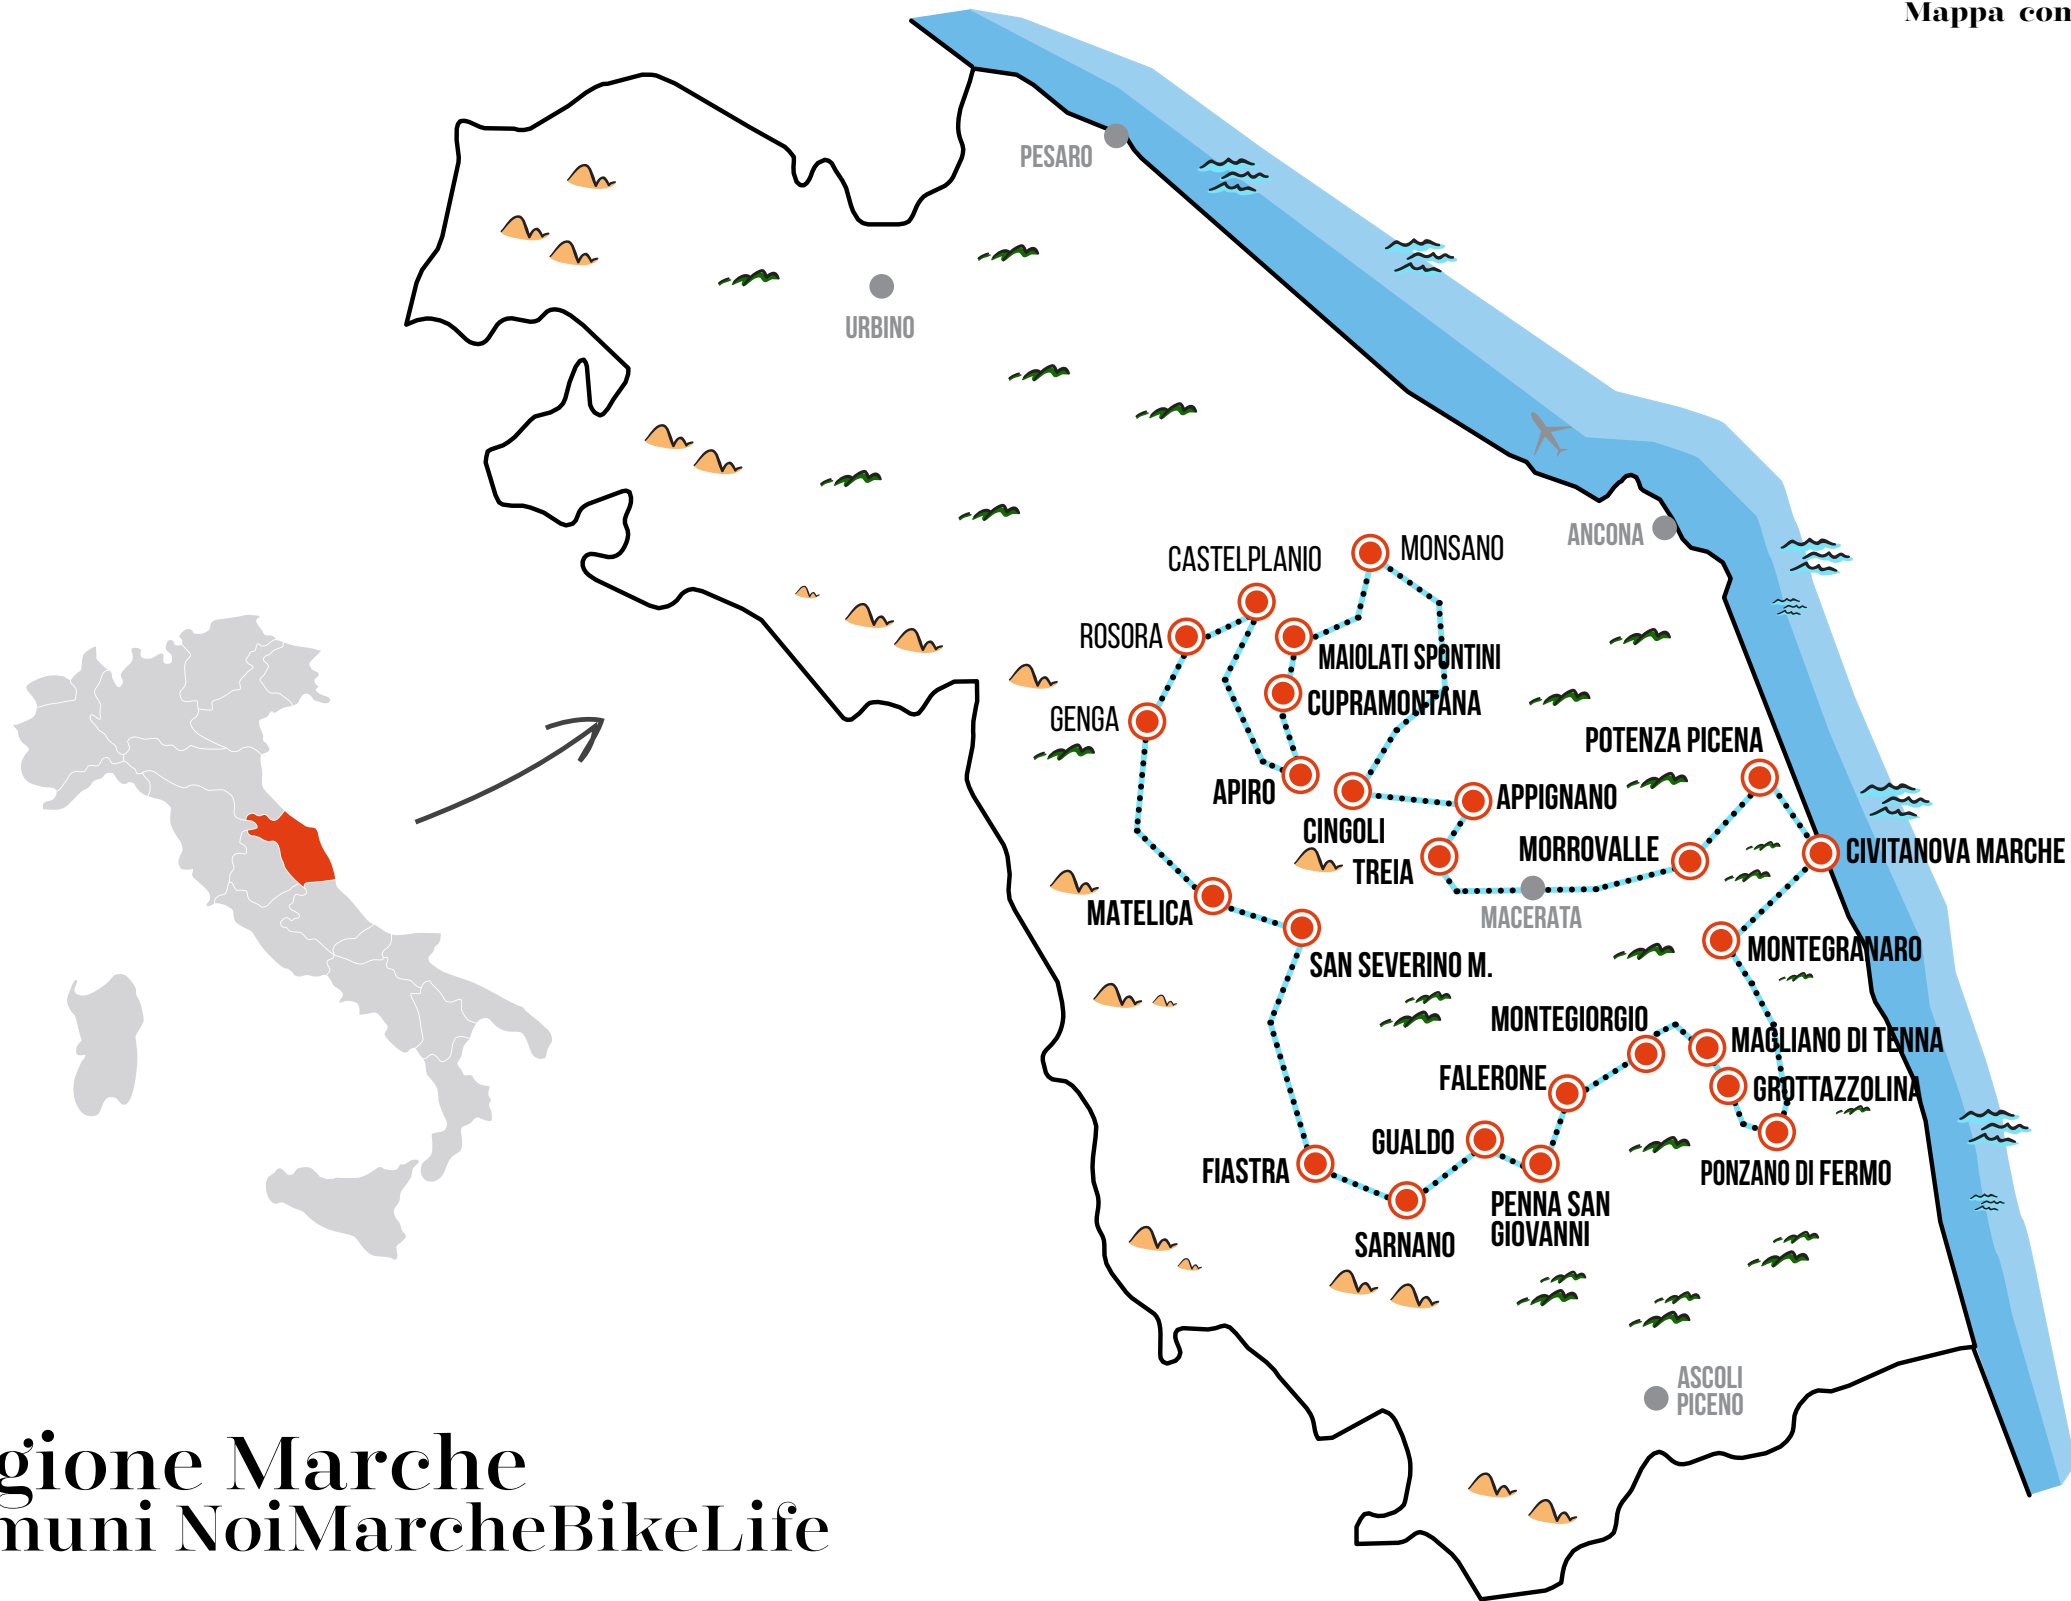 Mappa con
PESARO
URBINO
ANCONA
MONSANO
CASTELPLANIO
ROSORA
MAIOLATI SPONTINI
CUPRAMONTANA
GENGA
POTENZA PICENA
APIRO
APPIGNANO
CINGOLI
MORROVALLE
CIVITANOVA MARCHE
TREIA
MATELICA
MACERATA
MONTEGRANARO
SAN SEVERINO M.
MONTEGIORGIO
MAGLIANO DI TENNA
FALERONE
GROTTAZZOLINA
GUALDO
FIASTRA
PONZANO DI FERMO
PENNA SAN
GIOVANNI
SARNANO
ASCOLI
PICENO
gione Marche
muni NoiMarcheBikeLife